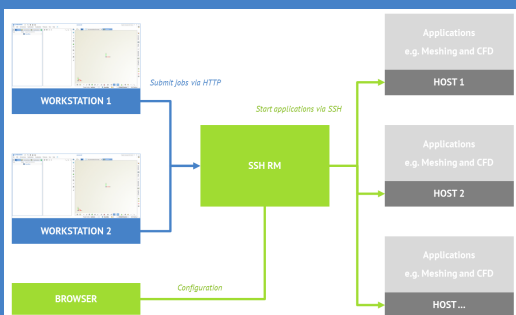 Applications
e.g. Meshing and CFD
HOST 1
Submit jobs via HTTP
WORKSTATION 1
Start applications via SSH
SSH RM
Applications
e.g. Meshing and CFD
HOST 2
WORKSTATION 2
Applications
e.g. Meshing and CFD
HOST ...
Configuration
BROWSER